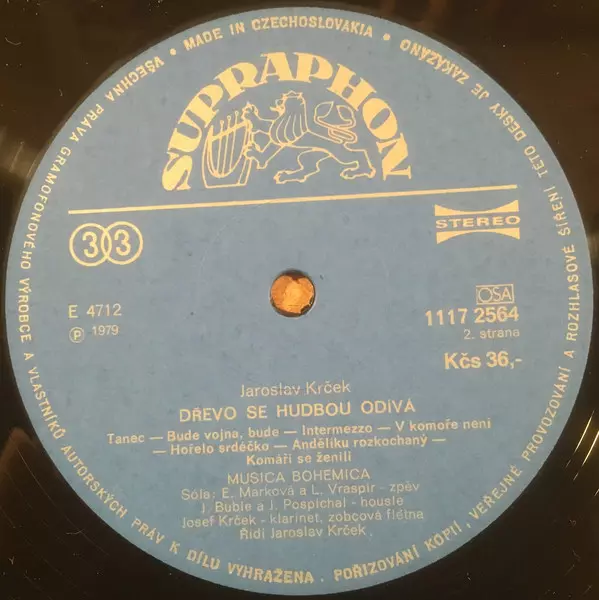 VŠECHNA PRÁVA GRAMOFONOVÉHO VÝROBCE A VLASTNÍKŮ AUTORSKÝCH PRÁV K DÍLU VYHRAŽENA. POŘIZOVÁNÍ KOPIÍ, VEŘEJNÉ PROVOZOVÁNÍ A ROZHLASOVÉ ŠÍŘENÍ TÉTO DESKY JE ZAKÁZÁNO • MADE IN CZECHOSLOVAKIA •
SUPRAPHON
33
STEREO
E 4712
℗ 1979
OSA
1117 2564
2. strana
Kčs 36,-
Jaroslav Krček
DŘEVO SE HUDBOU ODÍVÁ
Tanec — Bude vojna, bude — Intermezzo — V komoře není
— Hořelo srdéčko — Andělíku rozkochaný —
Komáři se ženili
MUSICA BOHEMICA
Sóla: E. Marková a L. Vraspír - zpěv
J. Buble a J. Pospíchal - housle
Josef Krček - klarinet, zobcová flétna
Řídí Jaroslav Krček